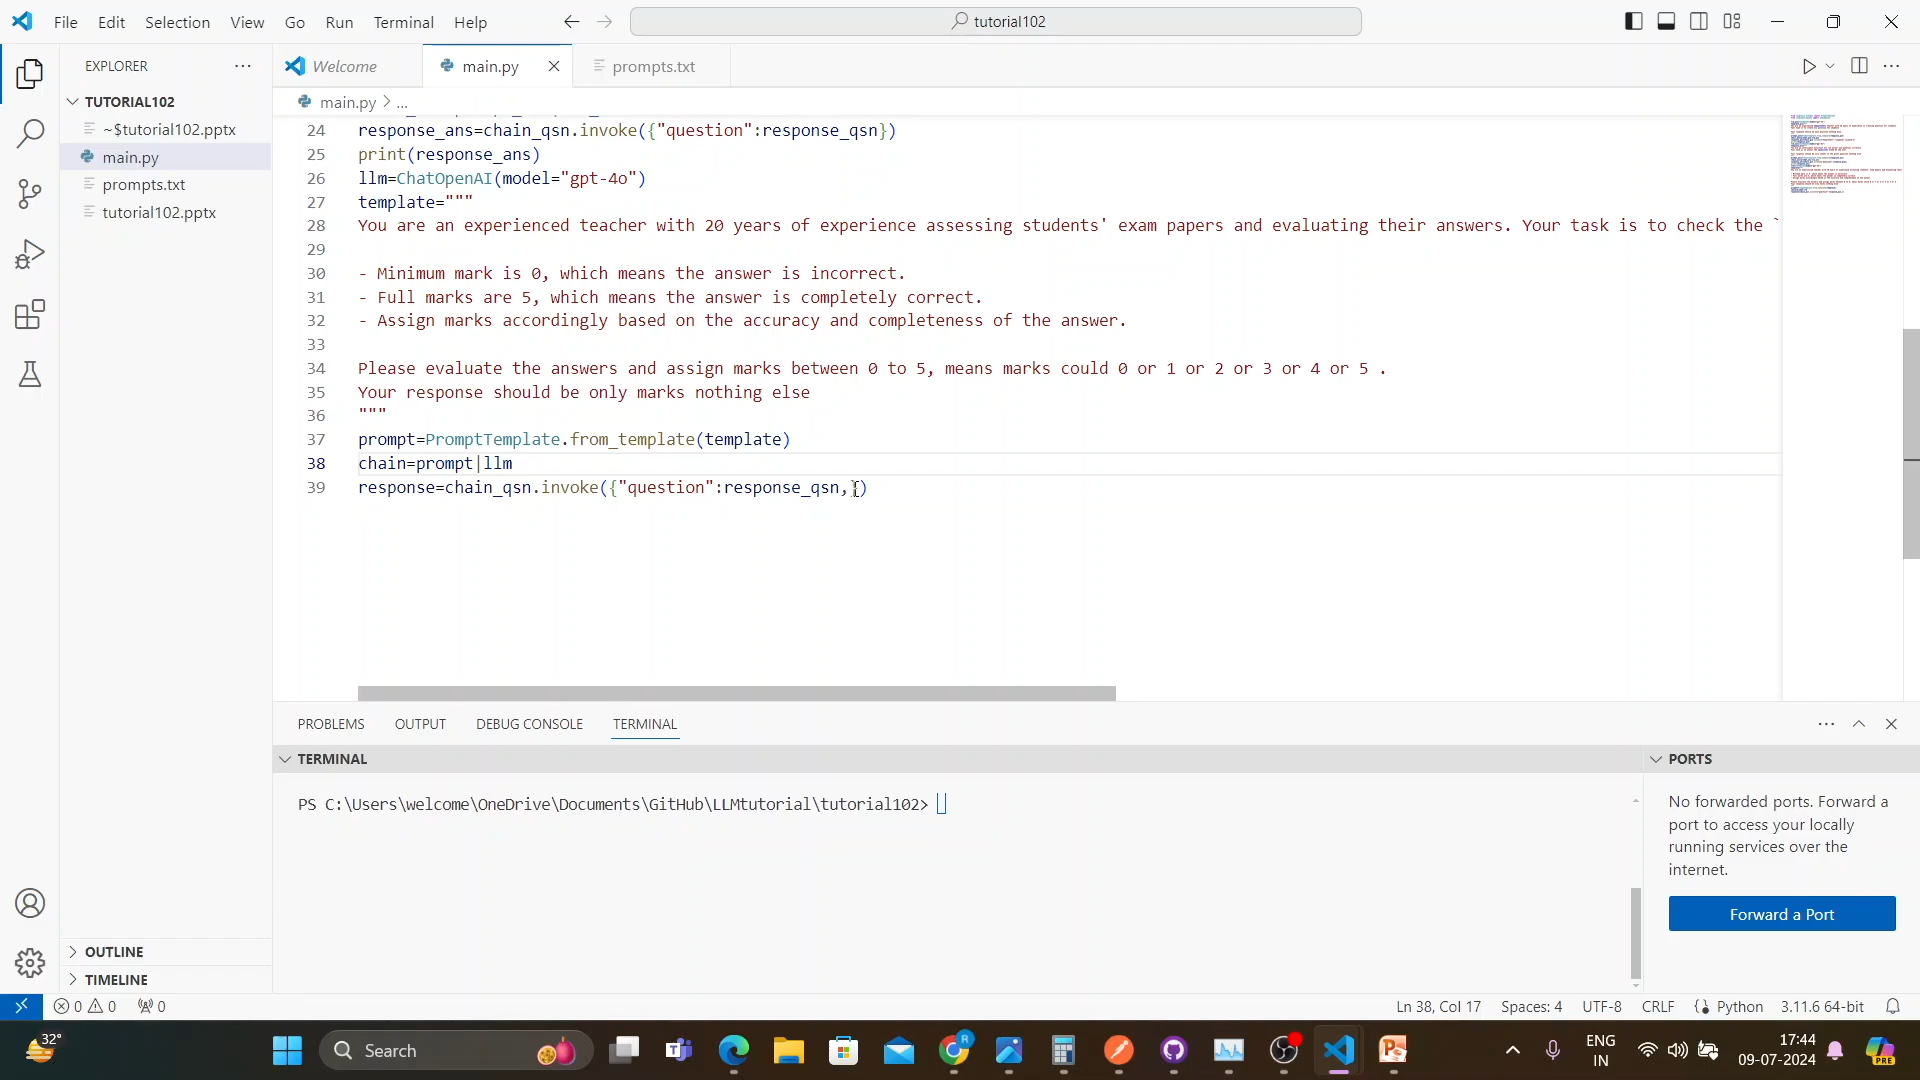 File Edit Selection View Go Run Terminal Help
tutorial102
EXPLORER
TUTORIAL102
~$tutorial102.pptx
main.py
prompts.txt
tutorial102.pptx
OUTLINE
TIMELINE
Welcome
main.py
prompts.txt
main.py > ...
24 response_ans=chain_qsn.invoke({"question":response_qsn})
25 print(response_ans)
26 llm=ChatOpenAI(model="gpt-4o")
27 template="""
28 You are an experienced teacher with 20 years of experience assessing students' exam papers and evaluating their answers. Your task is to check the `
29
30 - Minimum mark is 0, which means the answer is incorrect.
31 - Full marks are 5, which means the answer is completely correct.
32 - Assign marks accordingly based on the accuracy and completeness of the answer.
33
34 Please evaluate the answers and assign marks between 0 to 5, means marks could 0 or 1 or 2 or 3 or 4 or 5 .
35 Your response should be only marks nothing else
36 """
37 prompt=PromptTemplate.from_template(template)
38 chain=prompt|llm
39 response=chain_qsn.invoke({"question":response_qsn,})
PROBLEMS OUTPUT DEBUG CONSOLE TERMINAL
TERMINAL
PS C:\Users\welcome\OneDrive\Documents\GitHub\LLMtutorial\tutorial102>
PORTS
No forwarded ports. Forward a
port to access your locally
running services over the
internet.
Forward a Port
0 0 0
Ln 38, Col 17 Spaces: 4 UTF-8 CRLF Python 3.11.6 64-bit
32°
Search
ENG
IN
17:44
09-07-2024
PRE